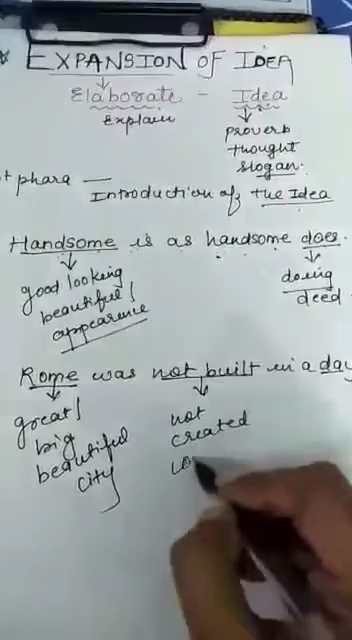 EXPANSION OF IDEA
Elaborate - Idea
Explain
proverb
thought
slogan
phara —
Introduction of the Idea
Handsome is as handsome does.
good looking
beautiful
appearence
doing
deed
Rome was not built in a day
great
big
beautiful
city
not
created